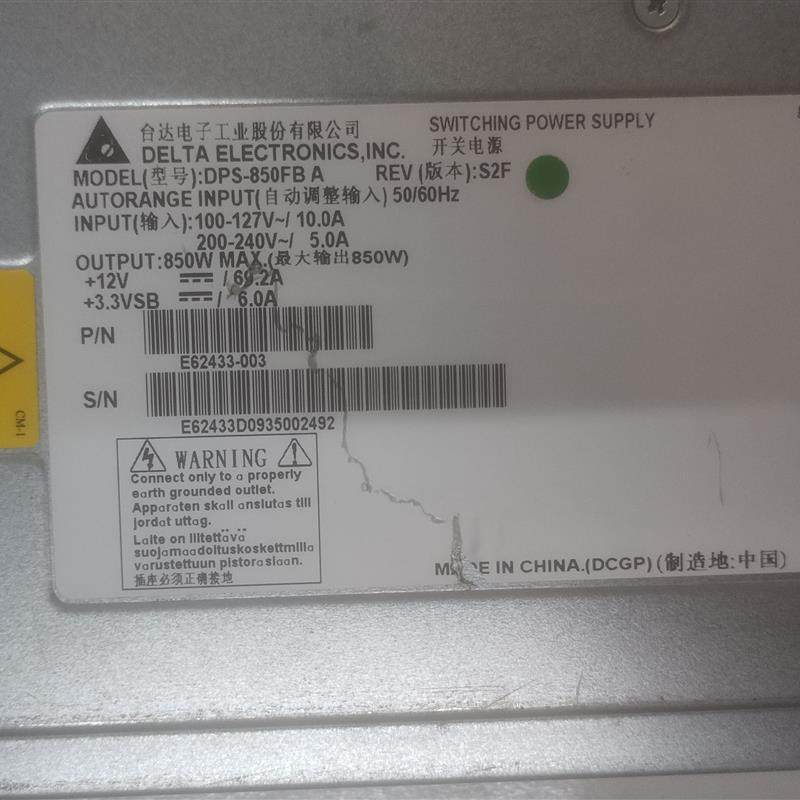 台达电子工业股份有限公司
DELTA ELECTRONICS,INC.
SWITCHING POWER SUPPLY
开关电源
MODEL(型号):DPS-850FB A REV (版本):S2F
AUTORANGE INPUT(自动调整输入) 50/60Hz
INPUT(输入):100-127V~/ 10.0A
200-240V~/ 5.0A
OUTPUT:850W MAX.(最大输出850W)
+12V / 69.2A
+3.3VSB / 6.0A
P/N
E62433-003
S/N
E62433D0935002492
WARNING
Connect only to a properly
earth grounded outlet.
Apparaten skall anslutas till
jordat uttag.
Laite on liitettävä
suojamaadoituskoskettimilla
varustettuun pistorasiaan.
插座必须正确接地
MADE IN CHINA.(DCGP) (制造地:中国)
CM-1